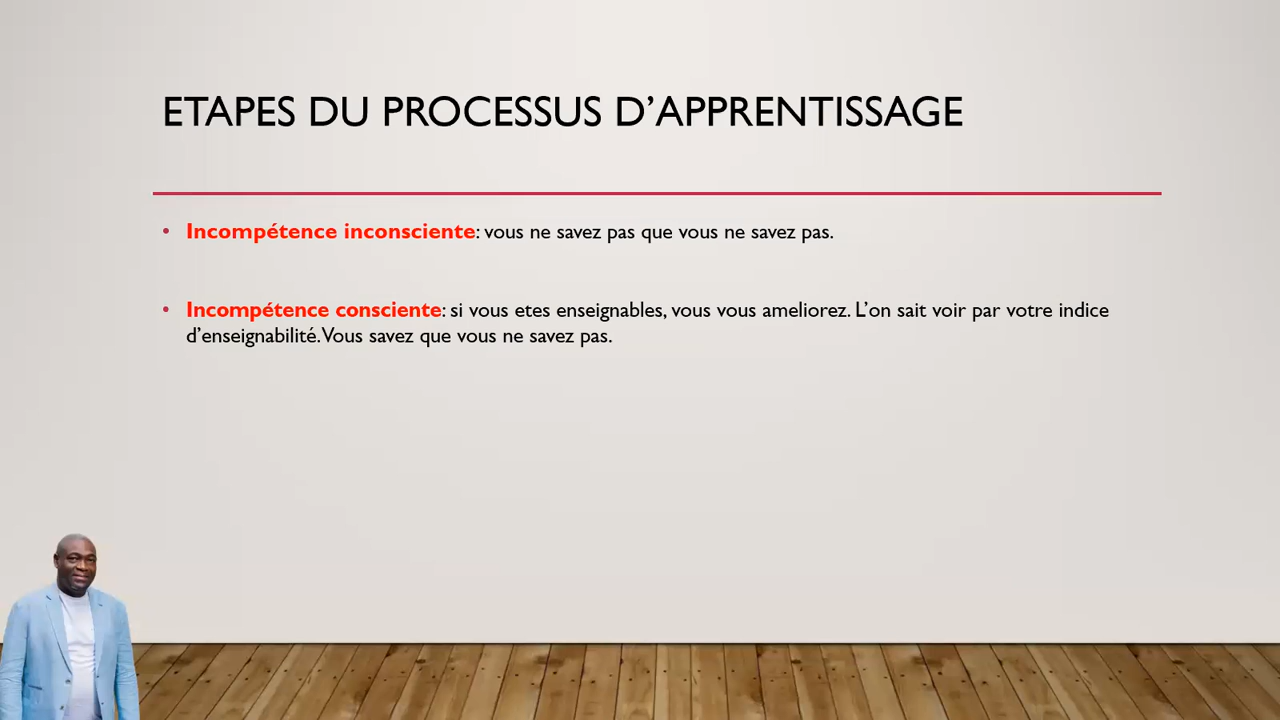 ETAPES DU PROCESSUS D’APPRENTISSAGE
• Incompétence inconsciente: vous ne savez pas que vous ne savez pas.
• Incompétence consciente: si vous etes enseignables, vous vous ameliorez. L’on sait voir par votre indice
d’enseignabilité. Vous savez que vous ne savez pas.